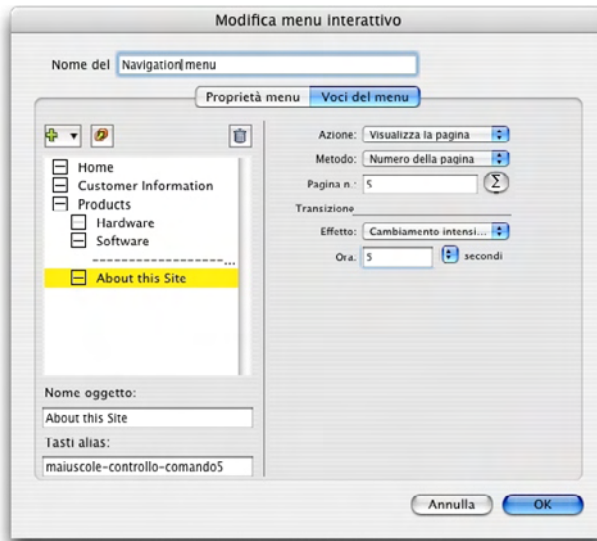 Modifica menu interattivo
Nome del Navigation menu
Proprietà menu Voci del menu
Home
Customer Information
Products
Hardware
Software
-------------------...
About this Site
Nome oggetto:
About this Site
Tasti alias:
maiuscole-controllo-comando5
Azione: Visualizza la pagina
Metodo: Numero della pagina
Pagina n.: 5 Σ
Transizione
Effetto: Cambiamento intensi...
Ora: 5 secondi
Annulla OK